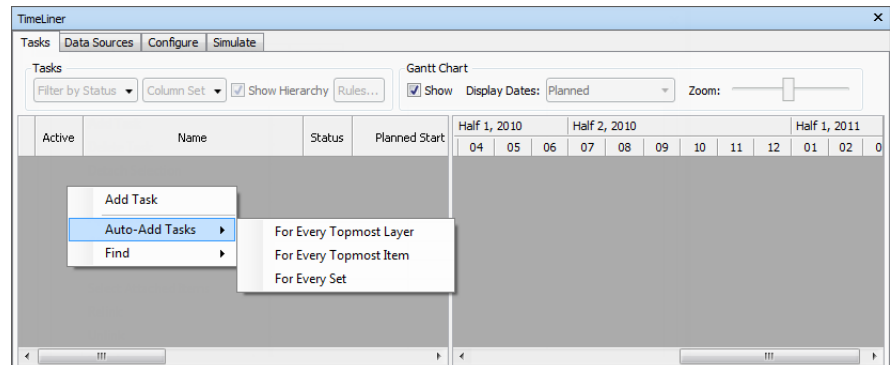 TimeLiner
Tasks Data Sources Configure Simulate
Tasks Gantt Chart
Filter by Status Column Set Show Hierarchy Rules... Show Display Dates: Planned Zoom:
Half 1, 2010 Half 2, 2010 Half 1, 2011
Active Name Status Planned Start
04 05 06 07 08 09 10 11 12 01 02 0
Add Task
Auto-Add Tasks For Every Topmost Layer
Find For Every Topmost Item
For Every Set